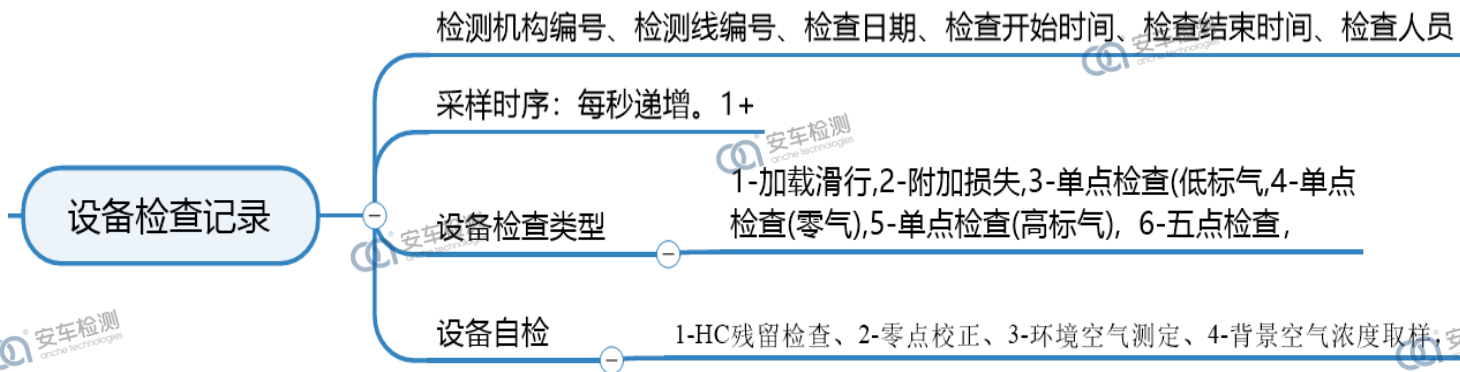 检测机构编号、检测线编号、检查日期、检查开始时间、检查结束时间、检查人员
安车检测
anche technologies
采样时序：每秒递增。1+
安车检测
anche technologies
1-加载滑行,2-附加损失,3-单点检查(低标气,4-单点
检查(零气),5-单点检查(高标气)，6-五点检查，
设备检查记录
设备检查类型
安车检测
anche technologies
设备自检
1-HC残留检查、2-零点校正、3-环境空气测定、4-背景空气浓度取样，
安车检测
anche technologies
安